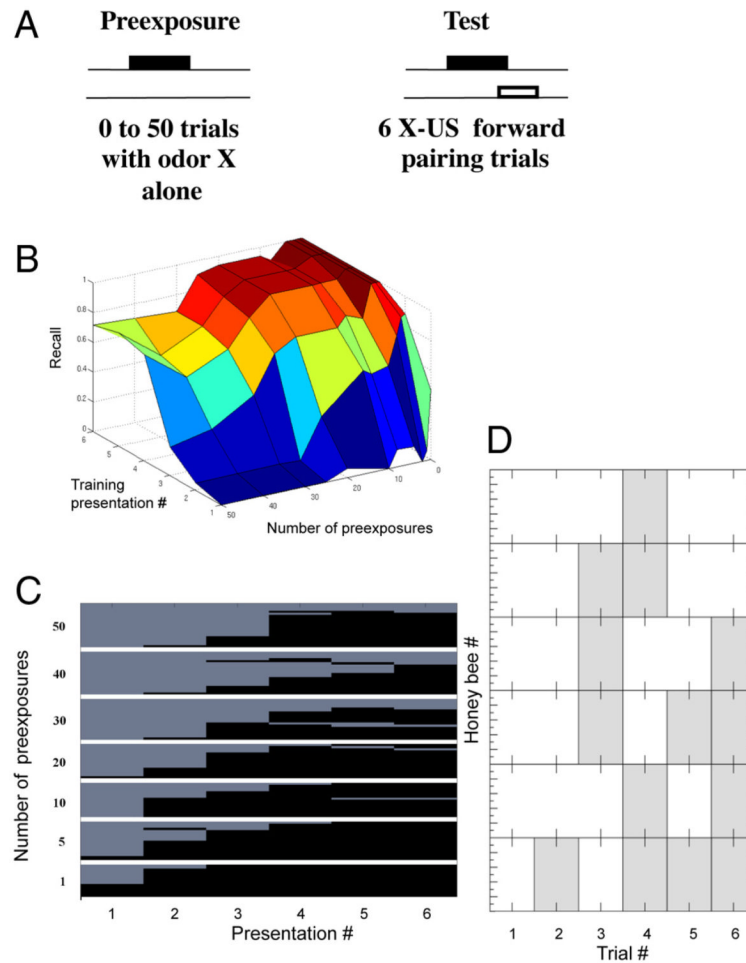 A
Preexposure
Test
0 to 50 trials
with odor X
alone
6 X-US forward
pairing trials
B
1
0.8
0.6
0.4
0.2
0
Recall
6
5
4
3
2
1
Training
presentation #
50
40
30
20
10
0
Number of preexposures
C
50
40
30
20
10
5
1
Number of preexposures
1 2 3 4 5 6
Presentation #
D
Honey bee #
1 2 3 4 5 6
Trial #